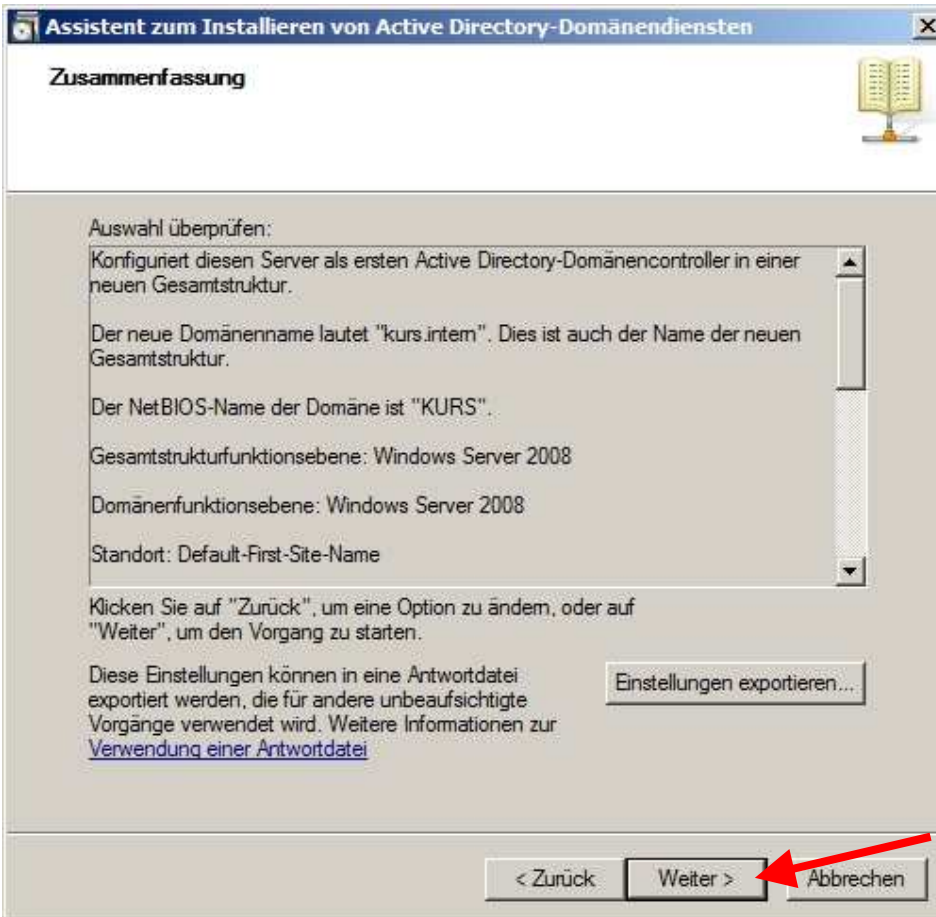 Assistent zum Installieren von Active Directory-Domänendiensten
Zusammenfassung
Auswahl überprüfen:
Konfiguriert diesen Server als ersten Active Directory-Domänencontroller in einer
neuen Gesamtstruktur.
Der neue Domänenname lautet "kurs.intern". Dies ist auch der Name der neuen
Gesamtstruktur.
Der NetBIOS-Name der Domäne ist "KURS".
Gesamtstrukturfunktionsebene: Windows Server 2008
Domänenfunktionsebene: Windows Server 2008
Standort: Default-First-Site-Name
Klicken Sie auf "Zurück", um eine Option zu ändern, oder auf
"Weiter", um den Vorgang zu starten.
Diese Einstellungen können in eine Antwortdatei
exportiert werden, die für andere unbeaufsichtigte
Vorgänge verwendet wird. Weitere Informationen zur
Verwendung einer Antwortdatei
Einstellungen exportieren...
< Zurück Weiter > Abbrechen